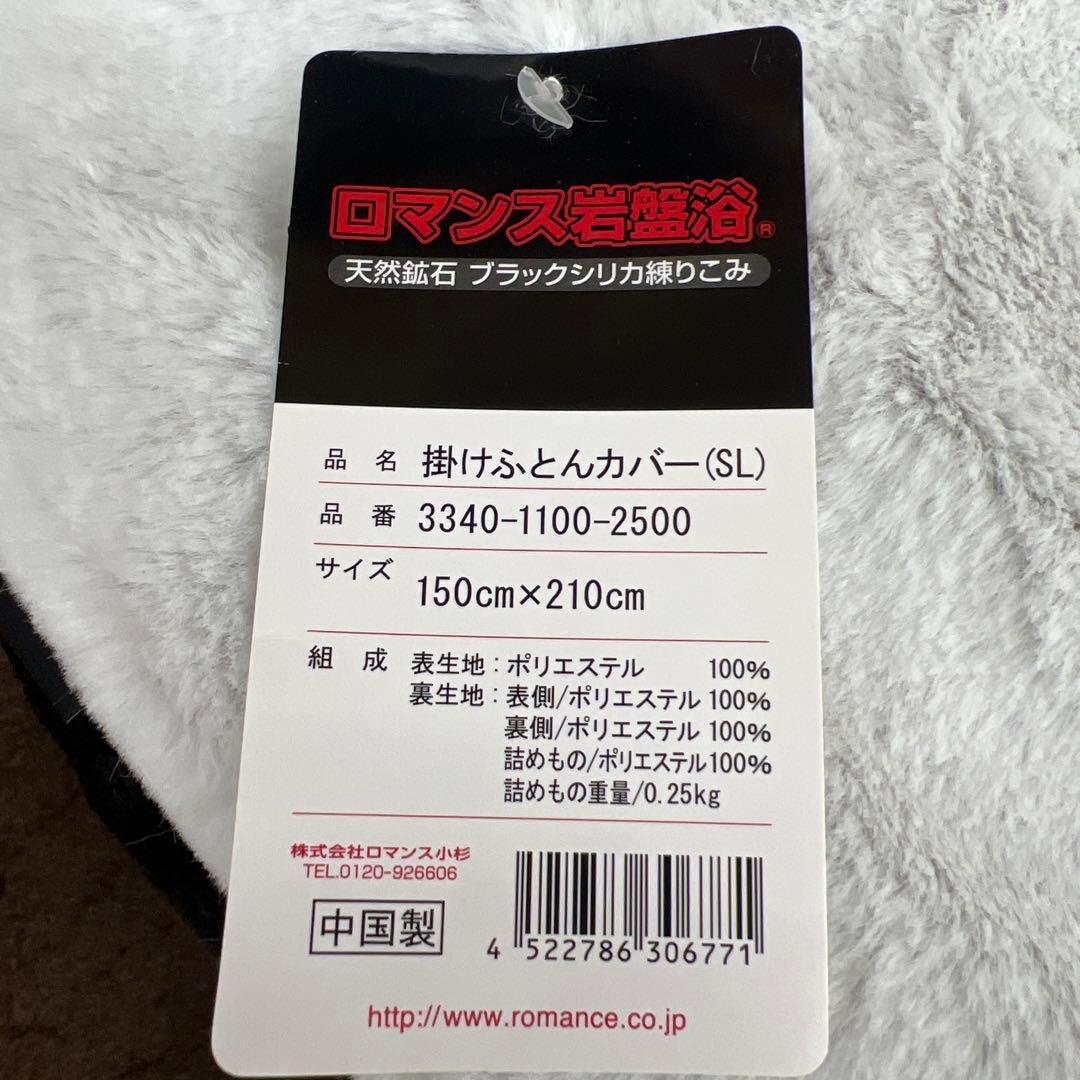 ロマンス岩盤浴®
天然鉱石 ブラックシリカ練りこみ
品 名 掛けふとんカバー(SL)
品 番 3340-1100-2500
サイズ 150cm×210cm
組 成 表生地：ポリエステル 100%
裏生地：表側/ポリエステル 100%
裏側/ポリエステル 100%
詰めもの/ポリエステル100%
詰めもの重量/0.25kg
株式会社ロマンス小杉
TEL.0120-926606
中国製
4 522786 306771
http://www.romance.co.jp